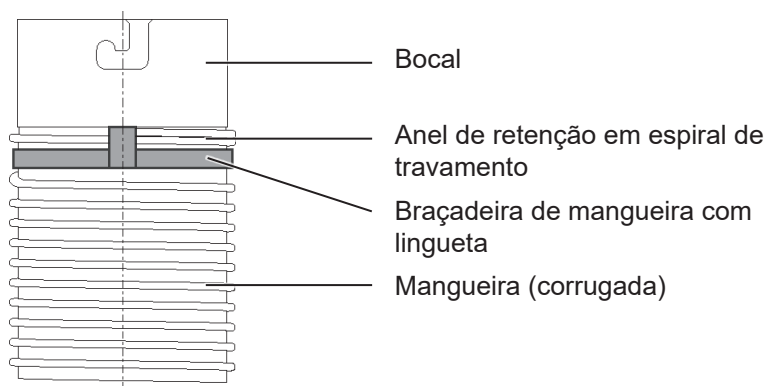 Bocal
Anel de retenção em espiral de
travamento
Braçadeira de mangueira com
lingueta
Mangueira (corrugada)